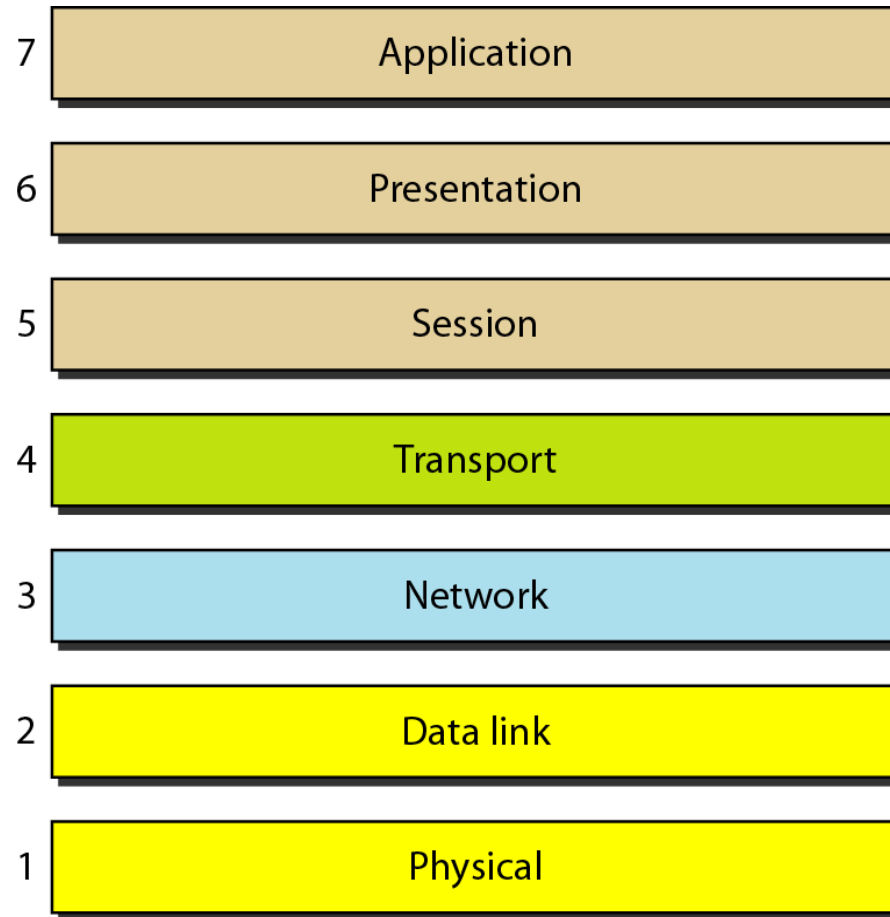 7 Application
6 Presentation
5 Session
4 Transport
3 Network
2 Data link
1 Physical